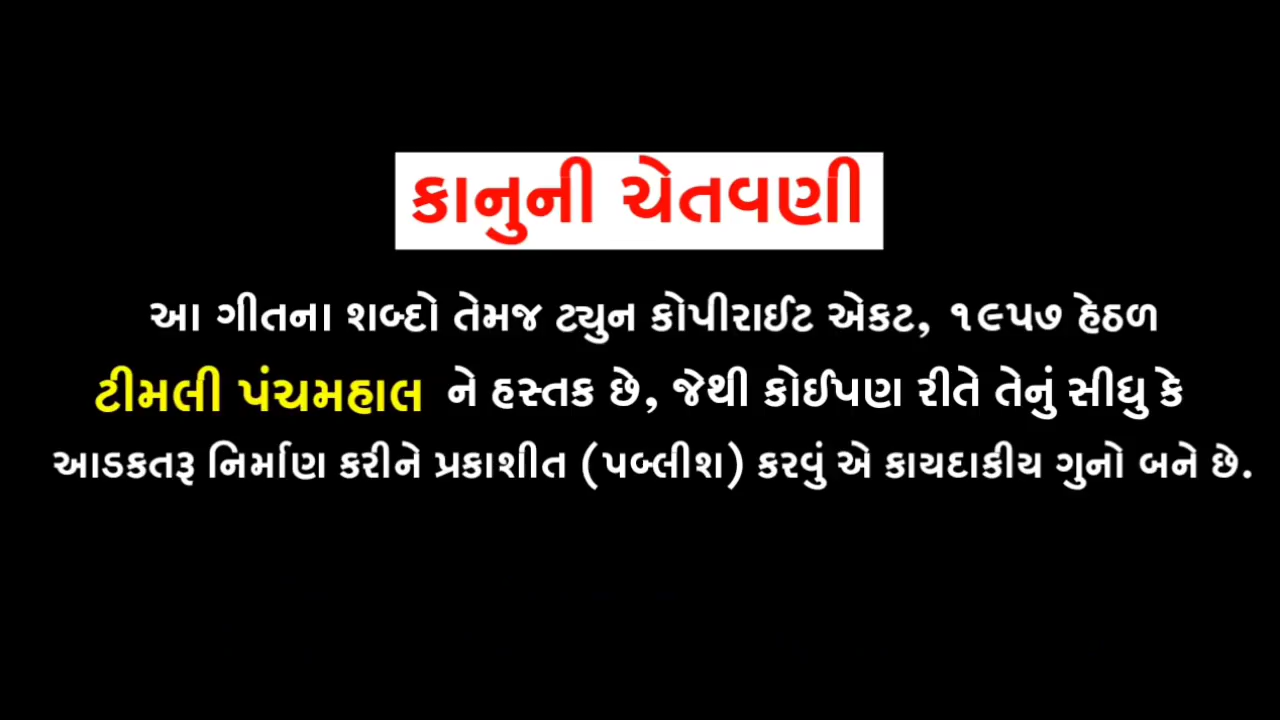 કાનુની ચેતવણી
આ ગીતના શબ્દો તેમજ ટ્યુન કોપીરાઈટ એકટ, ૧૯૫૭ હેઠળ
ટીમલી પંચમહાલ ને હસ્તક છે, જેથી કોઈપણ રીતે તેનું સીધુ કે
આડકતરૂ નિર્માણ કરીને પ્રકાશીત (પબ્લીશ) કરવું એ કાયદાકીય ગુનો બને છે.